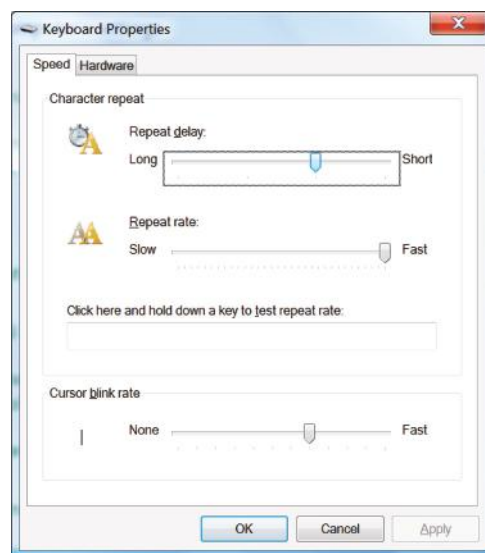 Keyboard Properties
Speed Hardware
Character repeat
Repeat delay:
Long Short
Repeat rate:
Slow Fast
Click here and hold down a key to test repeat rate:
Cursor blink rate
None Fast
OK Cancel Apply